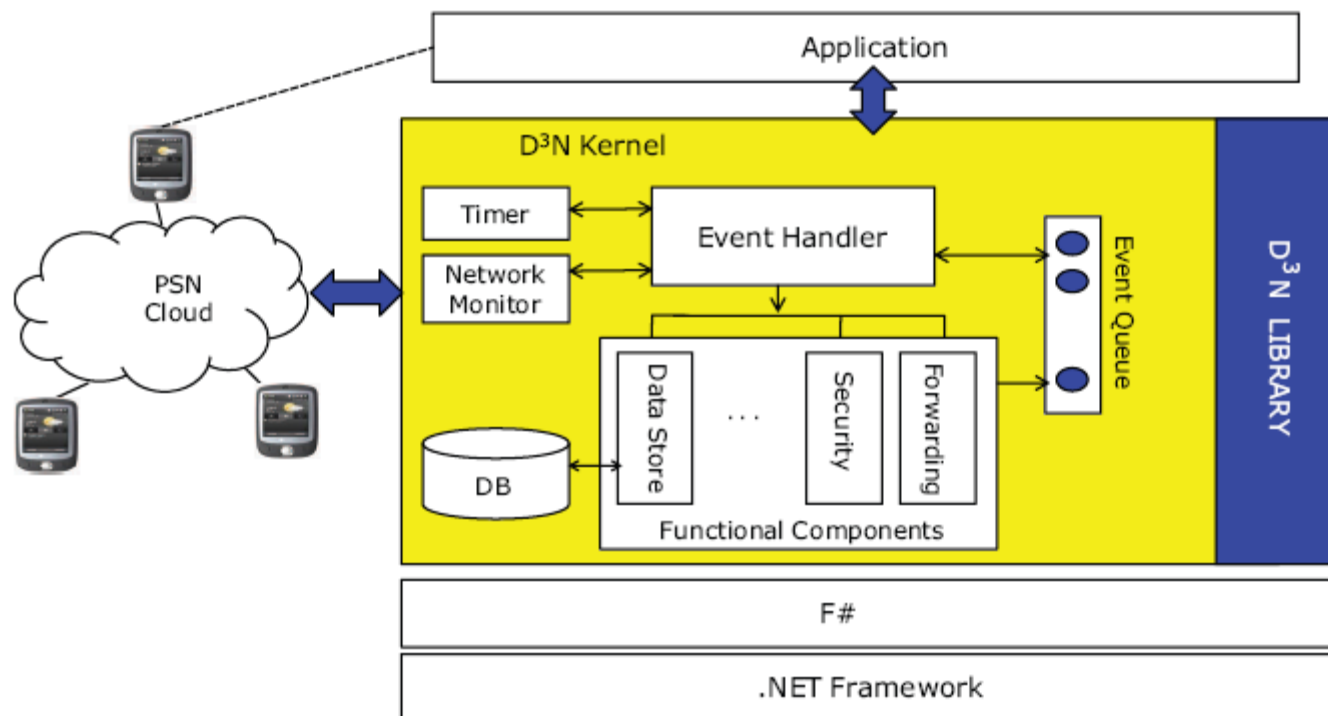 Application
D³N Kernel
Timer
Event Handler
Network
Monitor
PSN
Cloud
Event Queue
D³N LIBRARY
Data Store
...
Security
Forwarding
DB
Functional Components
F#
.NET Framework